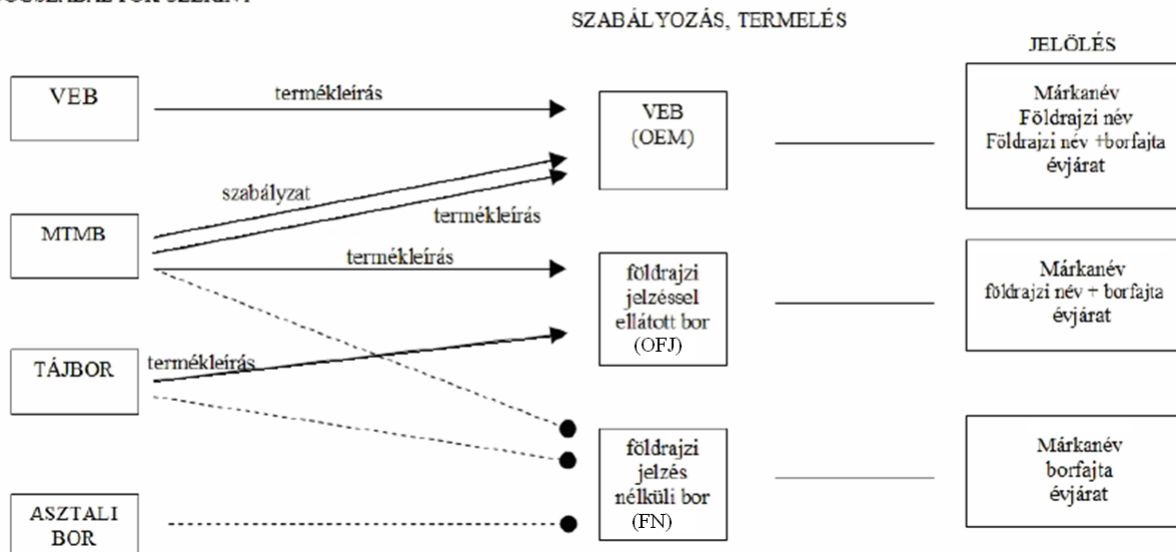 SZABÁLYOZÁS, TERMELÉS
JELÖLÉS
VEB
termékleírás
VEB
(OEM)
Márkanév
Földrajzi név
Földrajzi név +borfajta
évjárat
szabályzat
termékleírás
MTMB
termékleírás
földrajzi
jelzéssel
ellátott bor
(OFJ)
Márkanév
földrajzi név + borfajta
évjárat
TÁJBOR
termékleírás
földrajzi
jelzés
nélküli bor
(FN)
Márkanév
borfajta
évjárat
ASZTALI
BOR